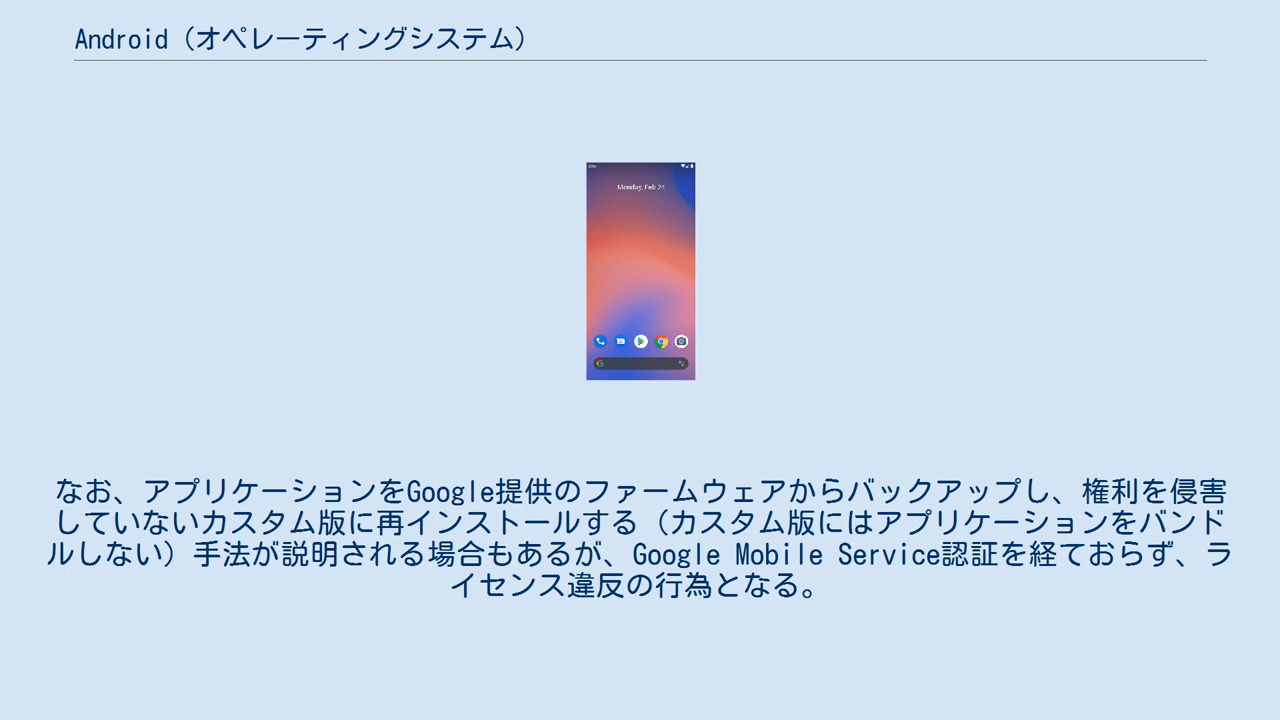 Android（オペレーティングシステム）
Monday, Feb 24
なお、アプリケーションをGoogle提供のファームウェアからバックアップし、権利を侵害
していないカスタム版に再インストールする（カスタム版にはアプリケーションをバンド
ルしない）手法が説明される場合もあるが、Google Mobile Service認証を経ておらず、ラ
イセンス違反の行為となる。